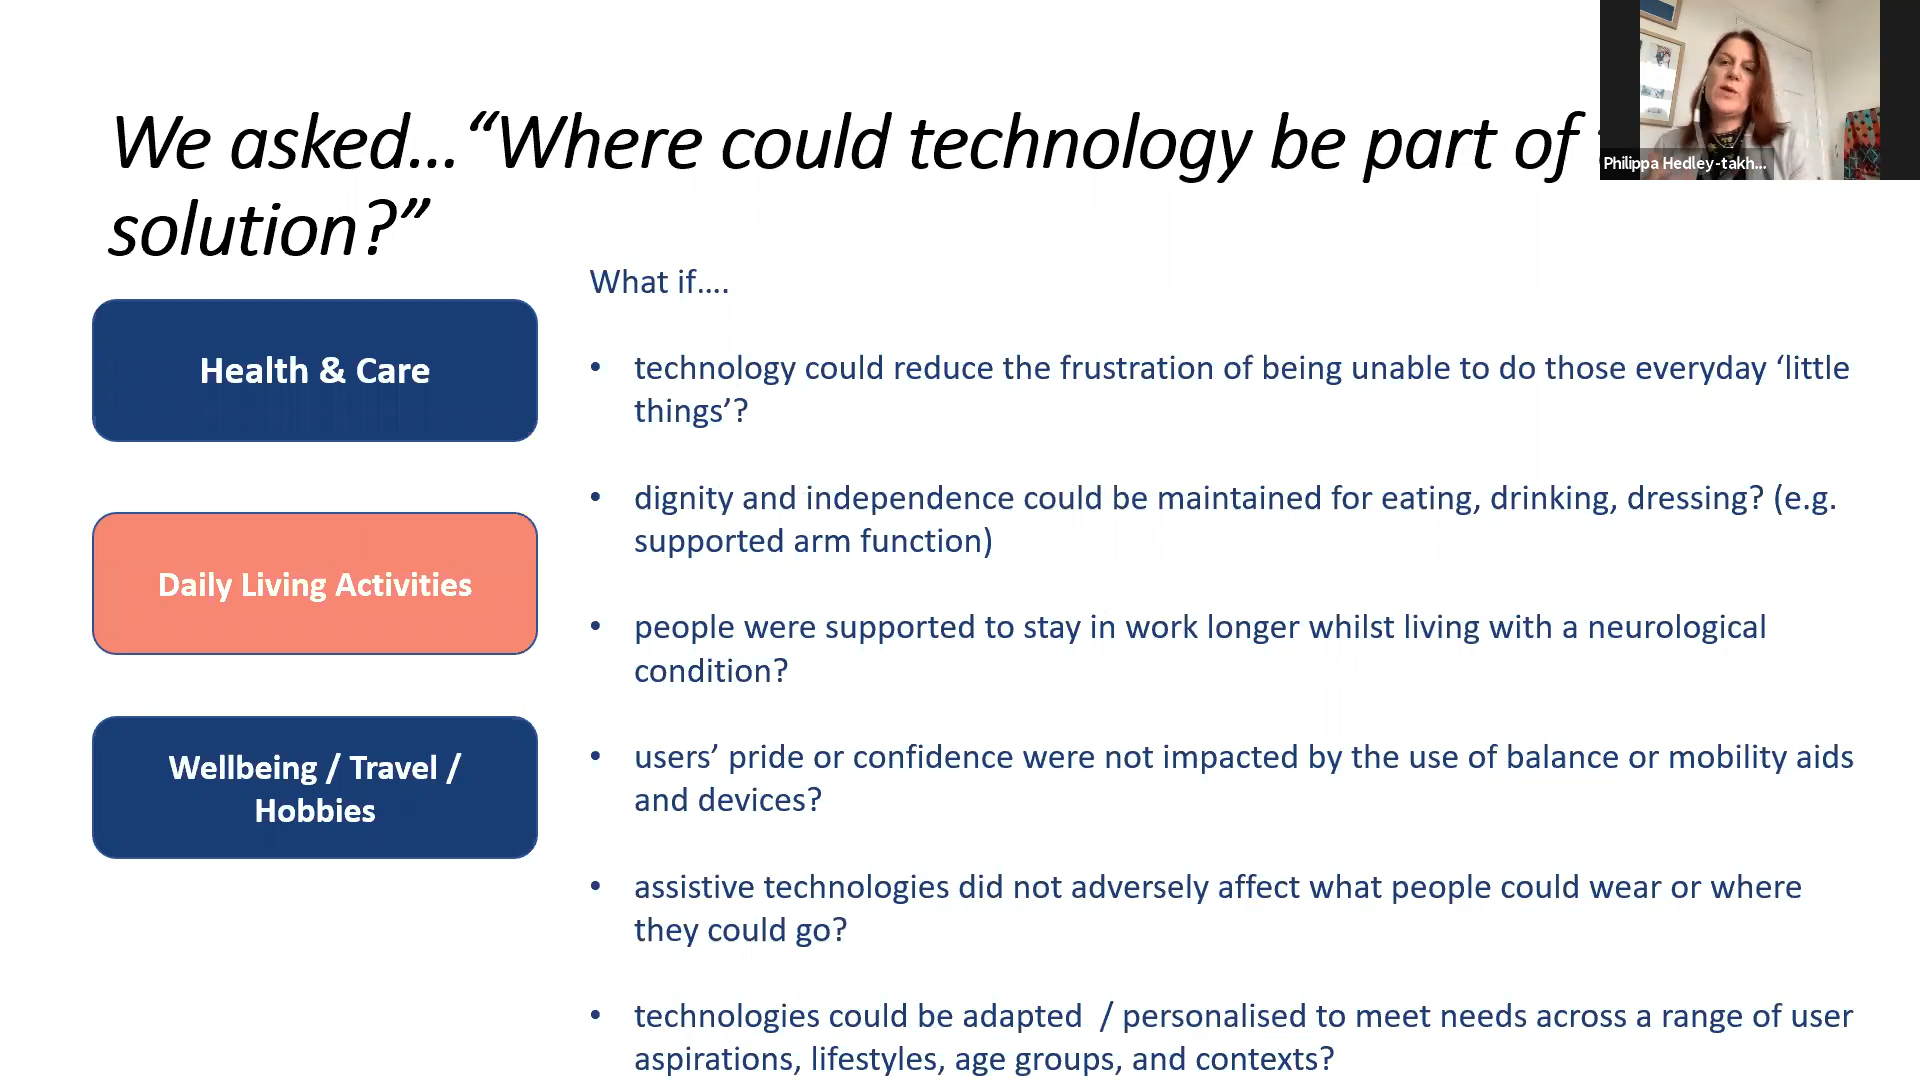 We asked... “Where could technology be part of
solution?”
Philippa Hedley-takh...
What if....
Health & Care
Daily Living Activities
Wellbeing / Travel /
Hobbies
• technology could reduce the frustration of being unable to do those everyday ‘little
things’?
• dignity and independence could be maintained for eating, drinking, dressing? (e.g.
supported arm function)
• people were supported to stay in work longer whilst living with a neurological
condition?
• users’ pride or confidence were not impacted by the use of balance or mobility aids
and devices?
• assistive technologies did not adversely affect what people could wear or where
they could go?
• technologies could be adapted  / personalised to meet needs across a range of user
aspirations, lifestyles, age groups, and contexts?